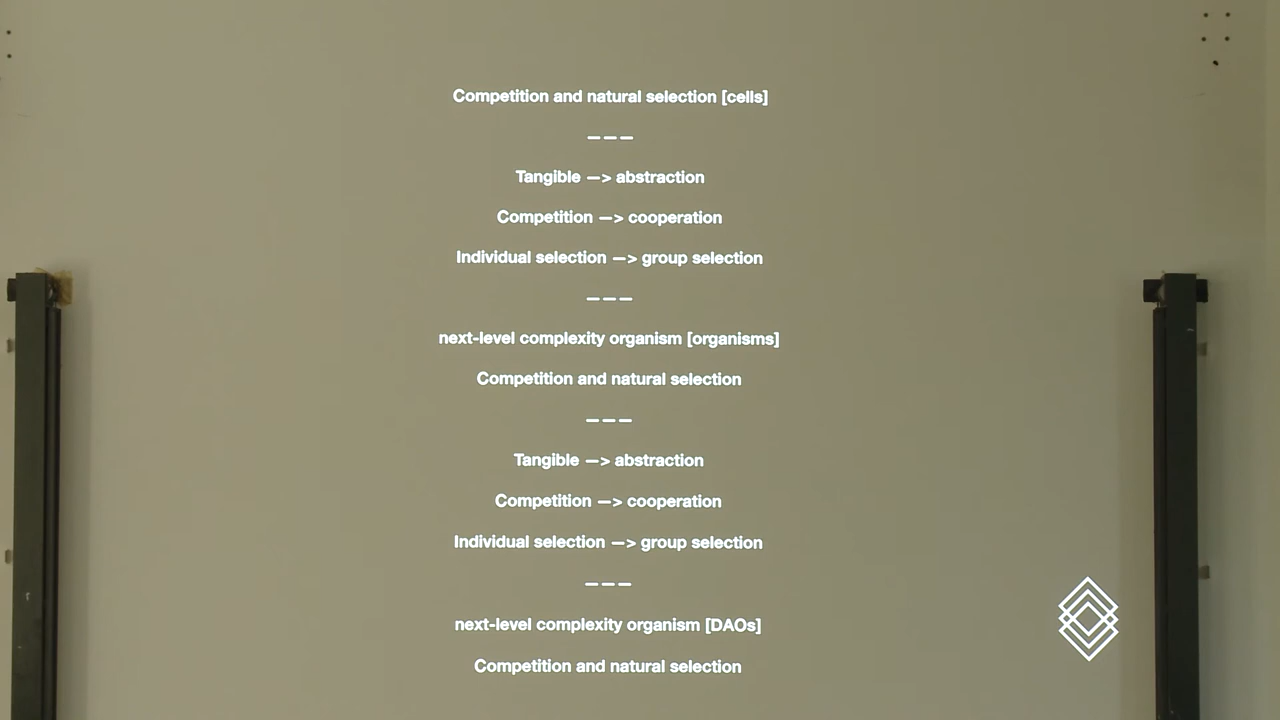 Competition and natural selection [cells]
———
Tangible —> abstraction
Competition —> cooperation
Individual selection —> group selection
———
next-level complexity organism [organisms]
Competition and natural selection
———
Tangible —> abstraction
Competition —> cooperation
Individual selection —> group selection
———
next-level complexity organism [DAOs]
Competition and natural selection